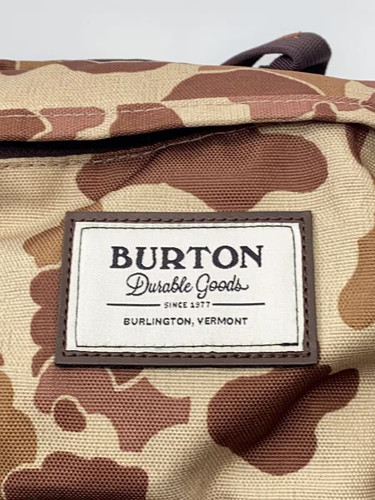 BURTON
Durable Goods
SINCE 1977
BURLINGTON, VERMONT